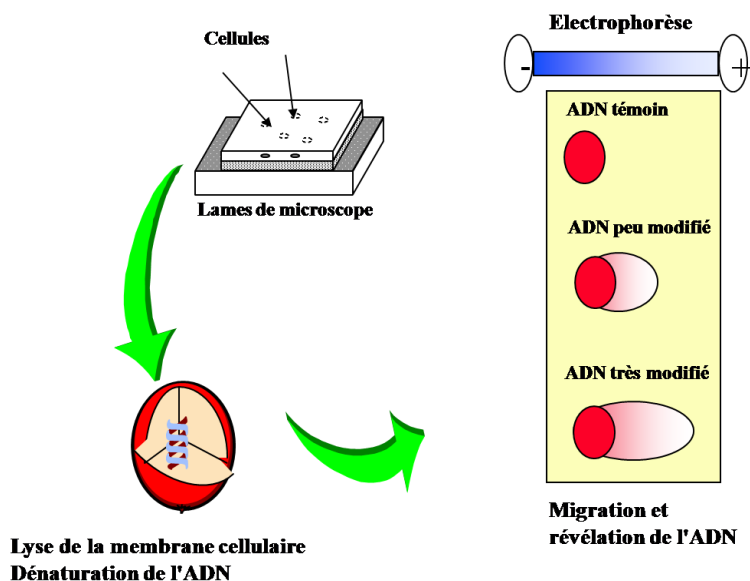 Cellules
Lames de microscope
Lyse de la membrane cellulaire
Dénaturation de l'ADN
Electrophorèse
- +
ADN témoin
ADN peu modifié
ADN très modifié
Migration et
révélation de l'ADN